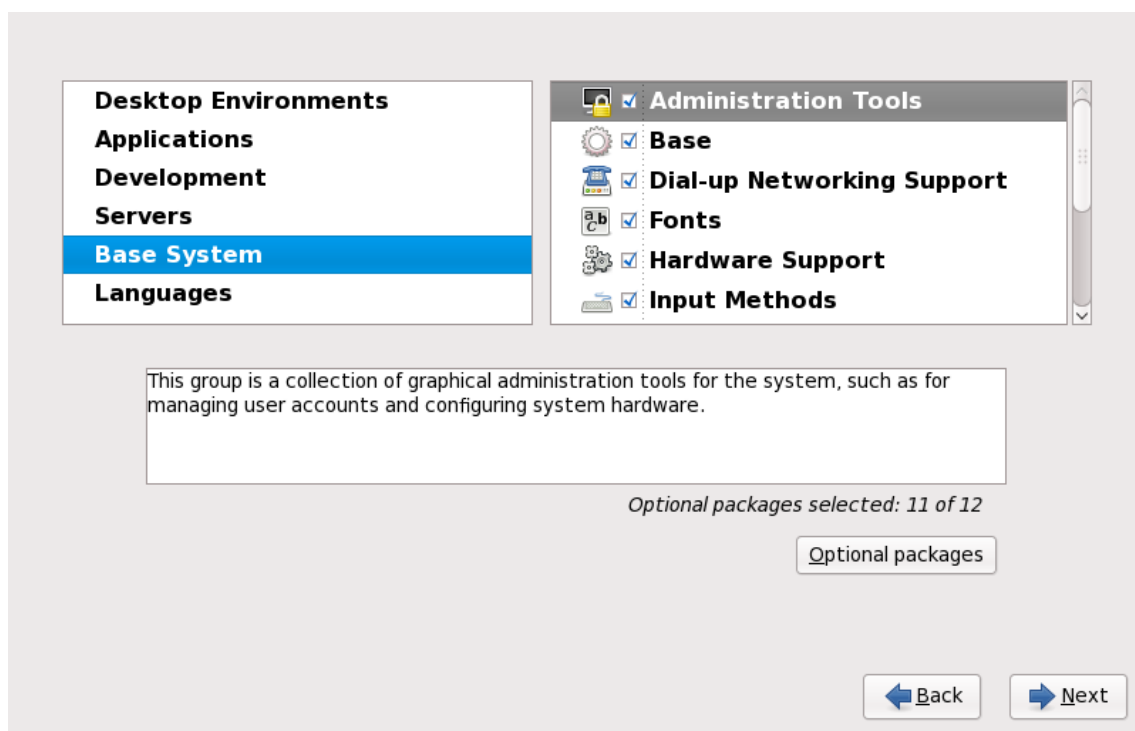 Desktop Environments
Applications
Development
Servers
Base System
Languages
Administration Tools
Base
Dial-up Networking Support
Fonts
Hardware Support
Input Methods
This group is a collection of graphical administration tools for the system, such as for
managing user accounts and configuring system hardware.
Optional packages selected: 11 of 12
Optional packages
Back
Next